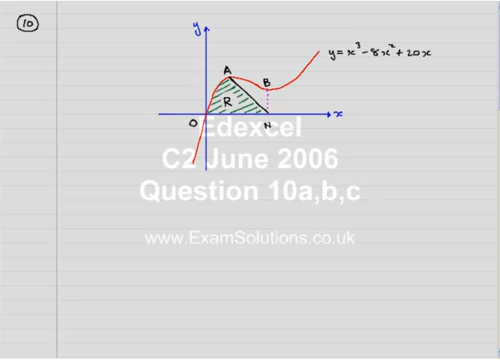 10
y
y = x³ - 8x² + 20x
A
B
R
O
N
x
Edexcel
C2 June 2006
Question 10a,b,c
www.ExamSolutions.co.uk